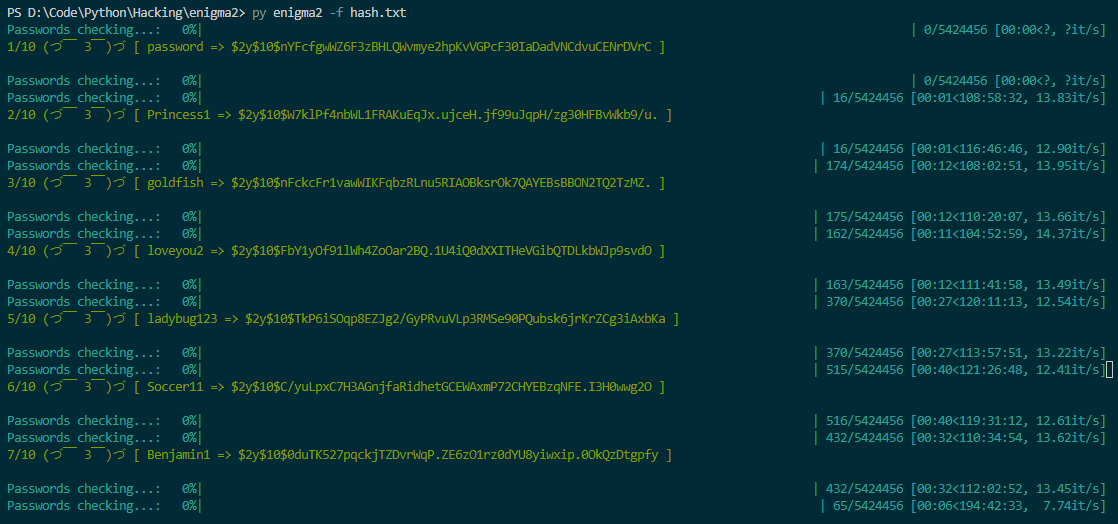 PS D:\Code\Python\Hacking\enigma2> py enigma2 -f hash.txt
Passwords checking...:   0%| | 0/5424456 [00:00<?, ?it/s]
1/10 (づ￣ 3￣)づ [ password => $2y$10$nYFcfgwWZ6F3zBHLQWvmye2hpKvVGPcF30IaDadVNCdvuCENrDVrC ]
Passwords checking...:   0%| | 0/5424456 [00:00<?, ?it/s]
Passwords checking...:   0%| | 16/5424456 [00:01<108:58:32, 13.83it/s]
2/10 (づ￣ 3￣)づ [ Princess1 => $2y$10$W7klPf4nbWL1FRAKuEqJx.ujceH.jf99uJqpH/zg30HFBvWkb9/u. ]
Passwords checking...:   0%| | 16/5424456 [00:01<116:46:46, 12.90it/s]
Passwords checking...:   0%| | 174/5424456 [00:12<108:02:51, 13.95it/s]
3/10 (づ￣ 3￣)づ [ goldfish => $2y$10$nFckcFr1vawWIKFqbzRLnu5RIAOBksrOk7QAYEBsBBON2TQ2TzMZ. ]
Passwords checking...:   0%| | 175/5424456 [00:12<110:20:07, 13.66it/s]
Passwords checking...:   0%| | 162/5424456 [00:11<104:52:59, 14.37it/s]
4/10 (づ￣ 3￣)づ [ loveyou2 => $2y$10$FbY1yOf91lWh4ZoOar2BQ.1U4iQ0dXXITHeVGibQTDLkbWJp9svdO ]
Passwords checking...:   0%| | 163/5424456 [00:12<111:41:58, 13.49it/s]
Passwords checking...:   0%| | 370/5424456 [00:27<120:11:13, 12.54it/s]
5/10 (づ￣ 3￣)づ [ ladybug123 => $2y$10$TkP6iSOqp8EZJg2/GyPRvuVLp3RMSe90PQubsk6jrKrZCg3iAxbKa ]
Passwords checking...:   0%| | 370/5424456 [00:27<113:57:51, 13.22it/s]
Passwords checking...:   0%| | 515/5424456 [00:40<121:26:48, 12.41it/s]
6/10 (づ￣ 3￣)づ [ Soccer11 => $2y$10$C/yuLpxC7H3AGnjfaRidhetGCEWAxmP72CHYEBzqNFE.I3H0wwg2O ]
Passwords checking...:   0%| | 516/5424456 [00:40<119:31:12, 12.61it/s]
Passwords checking...:   0%| | 432/5424456 [00:32<110:34:54, 13.62it/s]
7/10 (づ￣ 3￣)づ [ Benjamin1 => $2y$10$0duTK527pqckjTZDvrWqP.ZE6zO1rz0dYU8yiwxip.0OkQzDtgpfy ]
Passwords checking...:   0%| | 432/5424456 [00:32<112:02:52, 13.45it/s]
Passwords checking...:   0%| | 65/5424456 [00:06<194:42:33,  7.74it/s]